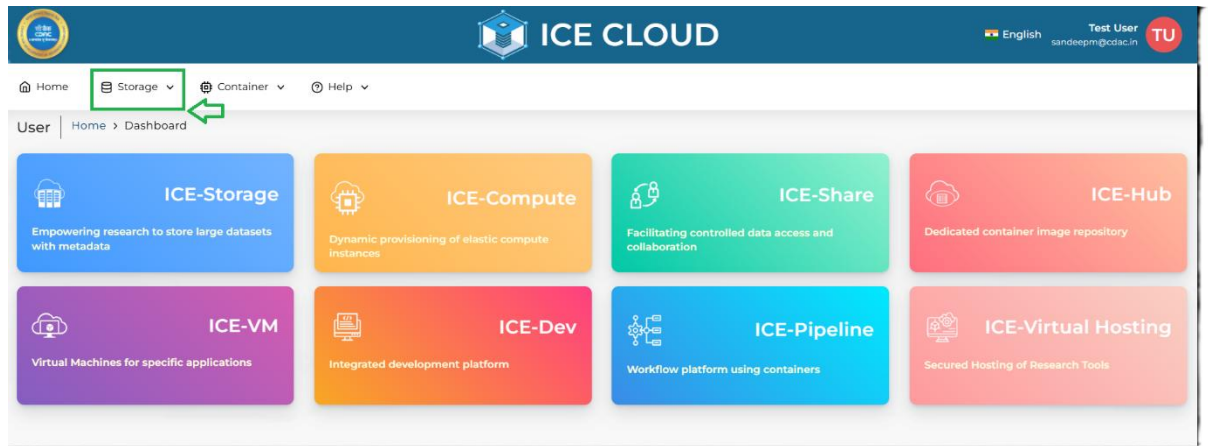 ICE CLOUD
English
Test User
sandeepm@cdac.in
TU
Home
Storage
Container
Help
User
Home > Dashboard
ICE-Storage
Empowering research to store large datasets
with metadata
ICE-Compute
Dynamic provisioning of elastic compute
instances
ICE-Share
Facilitating controlled data access and
collaboration
ICE-Hub
Dedicated container image repository
ICE-VM
Virtual Machines for specific applications
ICE-Dev
Integrated development platform
ICE-Pipeline
Workflow platform using containers
ICE-Virtual Hosting
Secured Hosting of Research Tools